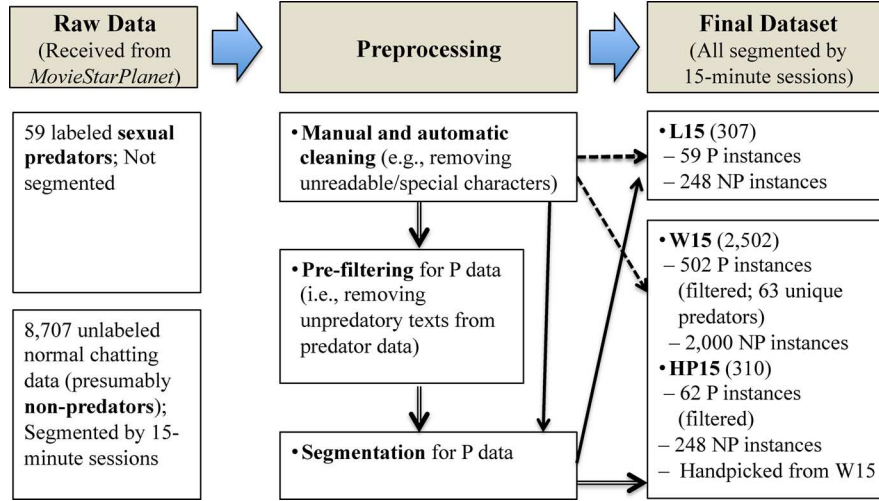 Raw Data
(Received from
MovieStarPlanet)
Preprocessing
Final Dataset
(All segmented by
15-minute sessions)
59 labeled sexual
predators; Not
segmented
8,707 unlabeled
normal chatting
data (presumably
non-predators);
Segmented by 15-
minute sessions
•Manual and automatic
cleaning (e.g., removing
unreadable/special characters)
•Pre-filtering for P data
(i.e., removing
unpredatory texts from
predator data)
•Segmentation for P data
•L15 (307)
– 59 P instances
– 248 NP instances
•W15 (2,502)
– 502 P instances
(filtered; 63 unique
predators)
– 2,000 NP instances
•HP15 (310)
– 62 P instances
(filtered)
– 248 NP instances
– Handpicked from W15